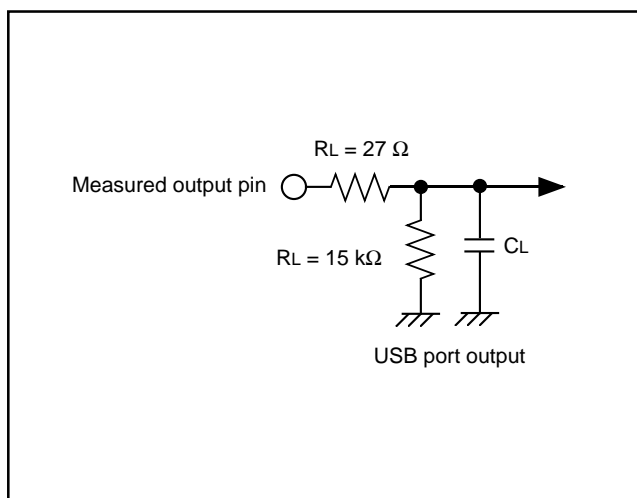 RL = 27 Ω
Measured output pin
RL = 15 kΩ
CL
USB port output